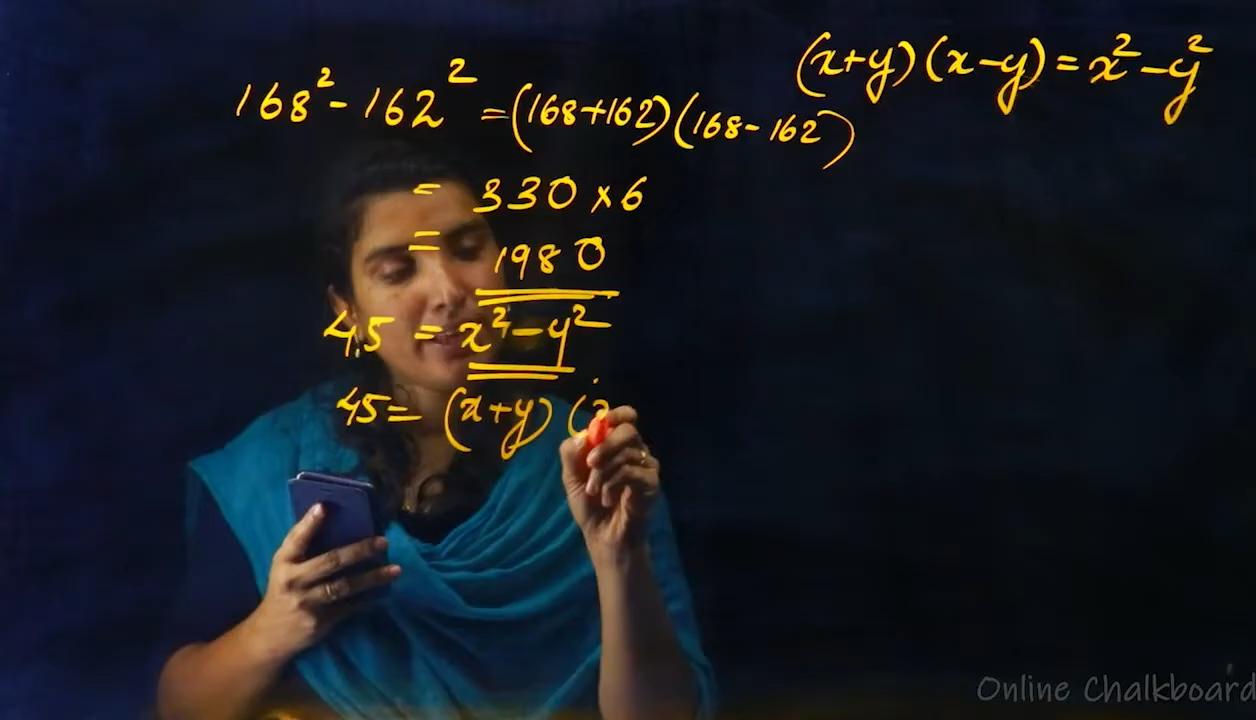 (x+y)(x-y)=x²-y²
168²-162²=(168+162)(168-162)
= 330×6
= 1980
45 = x²-y²
45= (x+y)(
Online Chalkboard